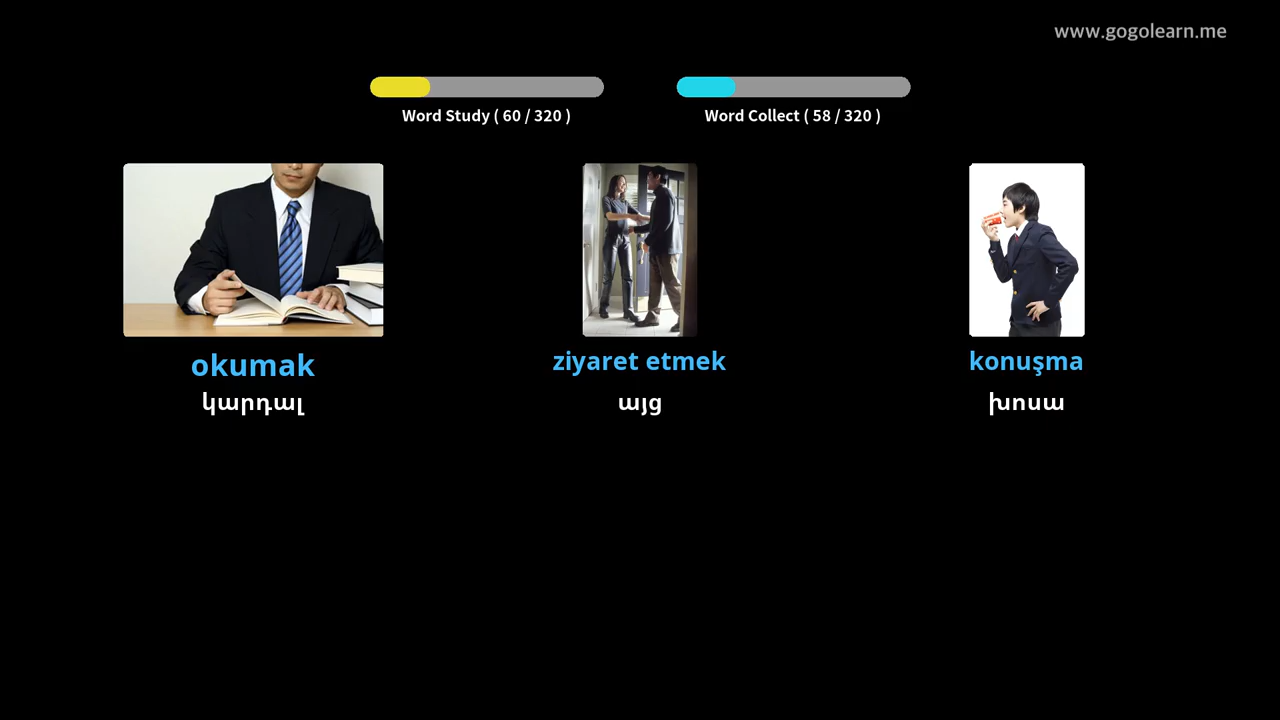 www.gogolearn.me
Word Study ( 60 / 320 )
Word Collect ( 58 / 320 )
okumak
ziyaret etmek
konuşma
կարդալ
այց
խոսա